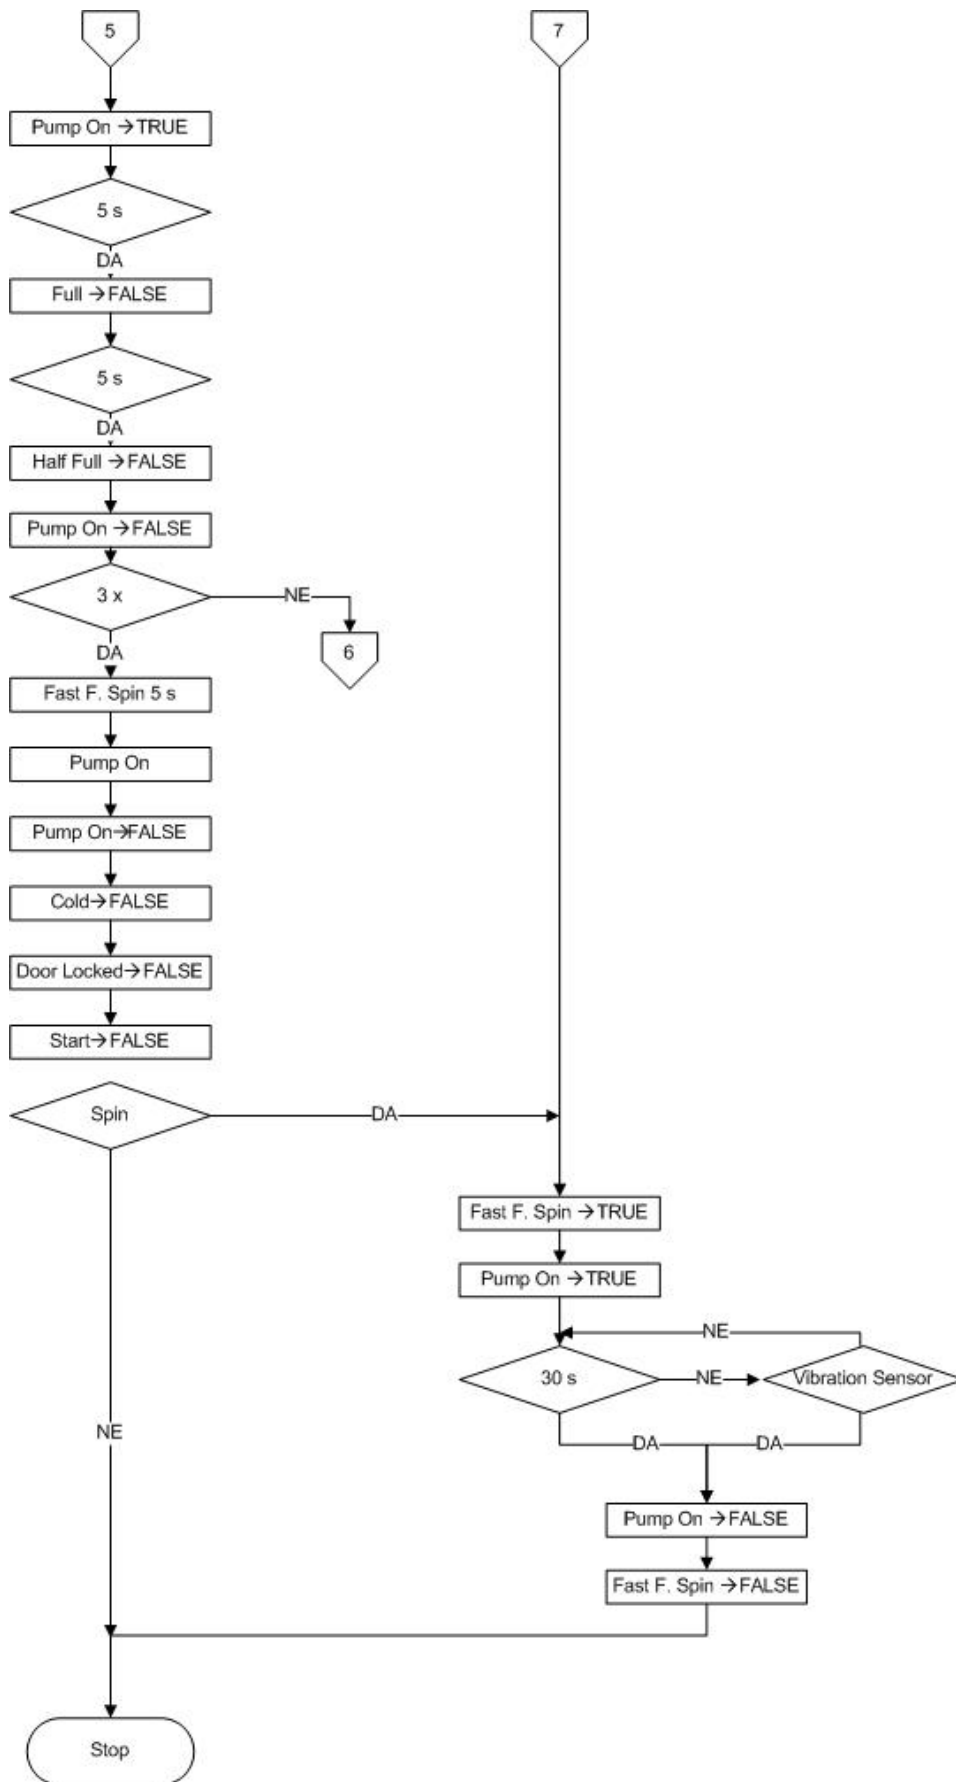 5
7
Pump On →TRUE
5 s
DA
Full →FALSE
5 s
DA
Half Full →FALSE
Pump On →FALSE
3 x
NE
6
DA
Fast F. Spin 5 s
Pump On
Pump On→FALSE
Cold→FALSE
Door Locked→FALSE
Start→FALSE
Spin
DA
Fast F. Spin →TRUE
Pump On →TRUE
NE
30 s
NE
Vibration Sensor
NE
DA
DA
Pump On →FALSE
Fast F. Spin →FALSE
Stop